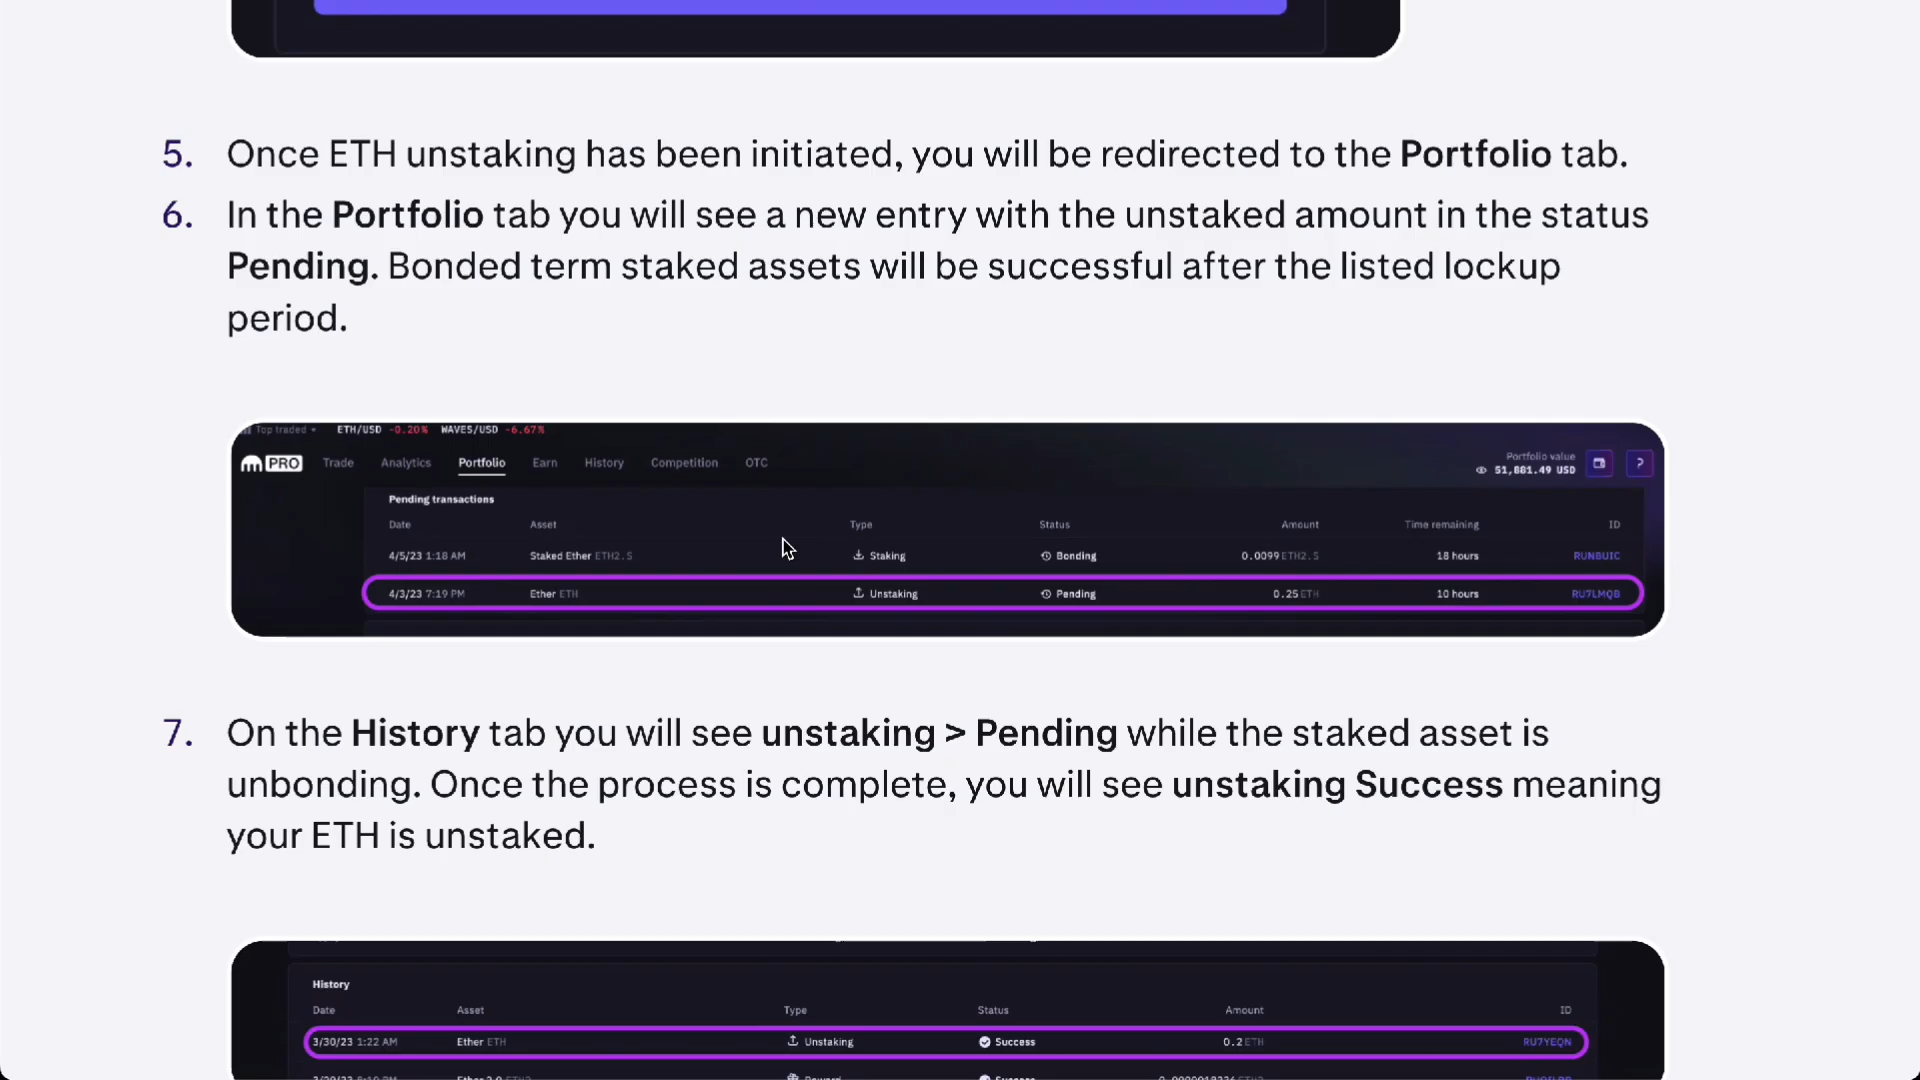 5. Once ETH unstaking has been initiated, you will be redirected to the Portfolio tab.
6. In the Portfolio tab you will see a new entry with the unstaked amount in the status
Pending. Bonded term staked assets will be successful after the listed lockup
period.
Top traded ETH/USD -0.20% WAVES/USD -6.67%
PRO Trade Analytics Portfolio Earn History Competition OTC
Portfolio value
51,881.49 USD
?
Pending transactions
Date Asset Type Status Amount Time remaining ID
4/5/23 1:18 AM Staked Ether ETH2.S Staking Bonding 0.0099 ETH2.S 18 hours RUNBUIC
4/3/23 7:19 PM Ether ETH Unstaking Pending 0.25 ETH 10 hours RU7LMQB
7. On the History tab you will see unstaking > Pending while the staked asset is
unbonding. Once the process is complete, you will see unstaking Success meaning
your ETH is unstaked.
History
Date Asset Type Status Amount ID
3/30/23 1:22 AM Ether ETH Unstaking Success 0.2 ETH RU7YEQN